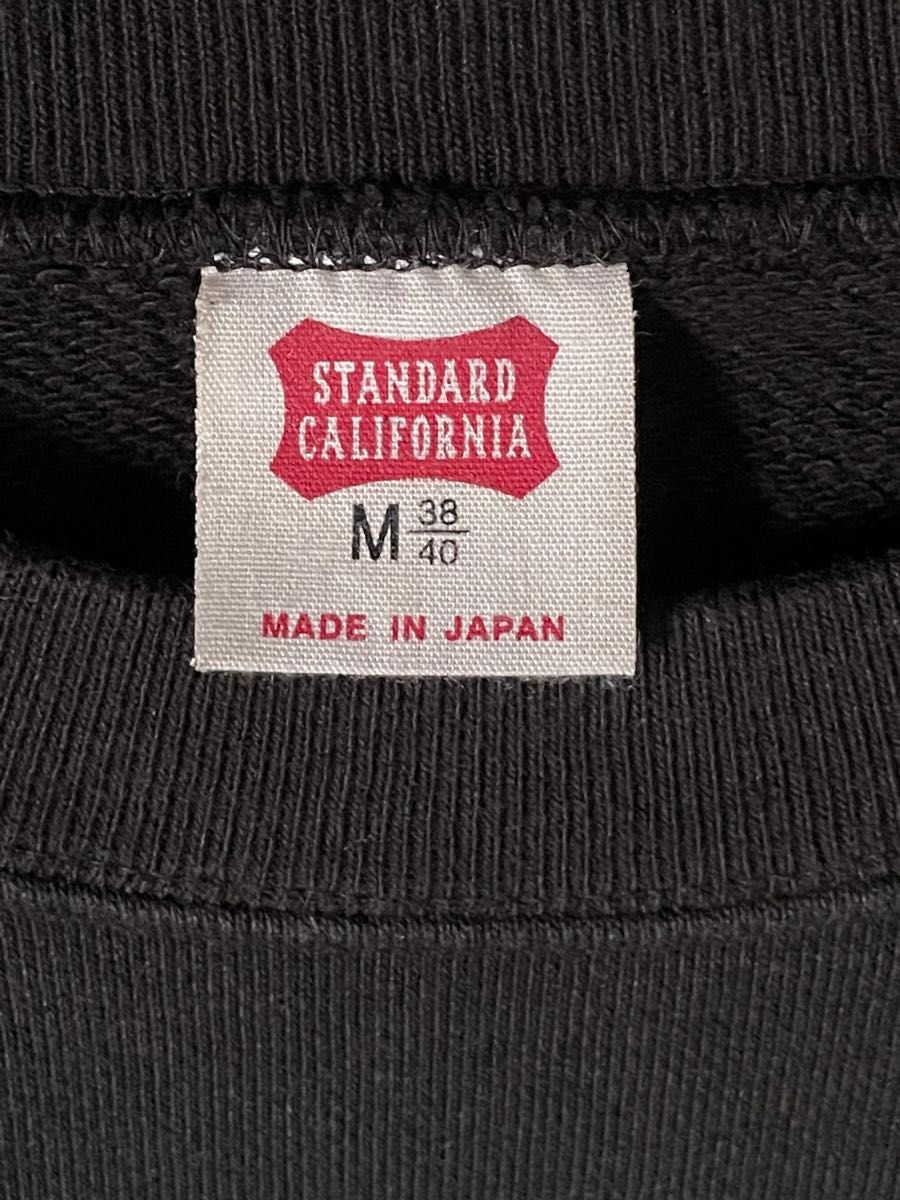 STANDARD
CALIFORNIA
M 38/40
MADE IN JAPAN